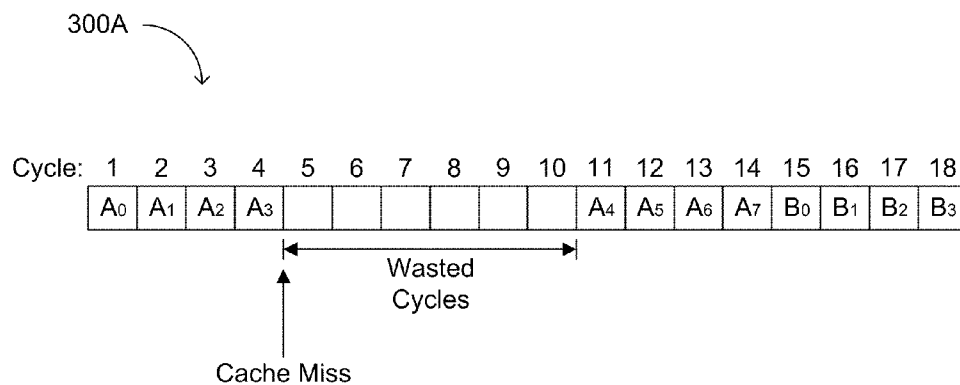 300A
Cycle: 1 2 3 4 5 6 7 8 9 10 11 12 13 14 15 16 17 18
A0 A1 A2 A3 A4 A5 A6 A7 B0 B1 B2 B3
Wasted
Cycles
Cache Miss